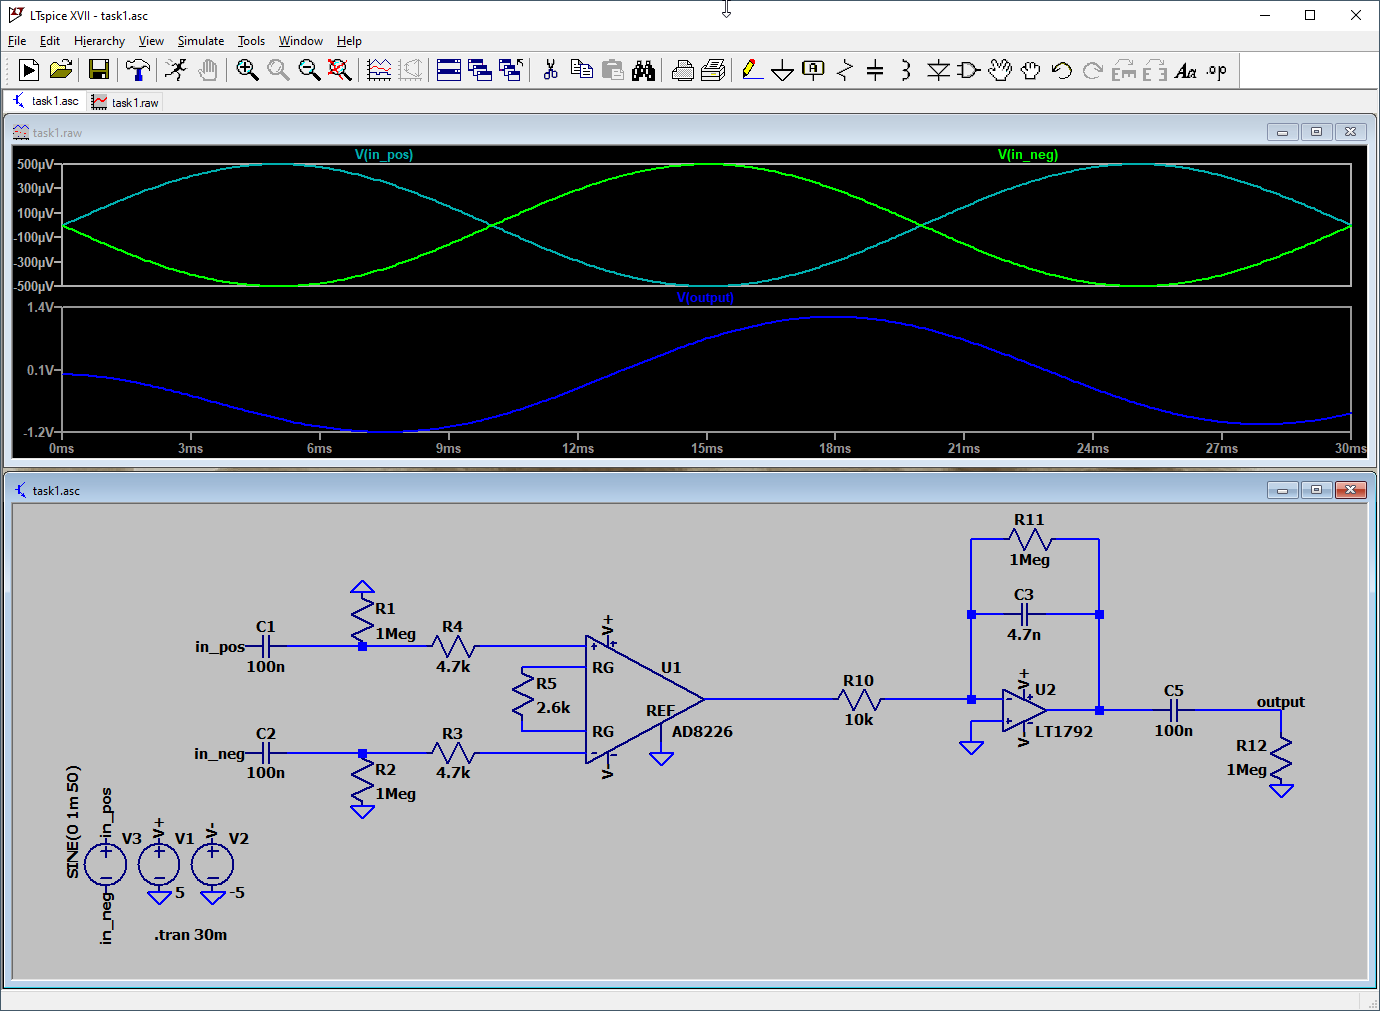 LTspice XVII - task1.asc
File Edit Hierarchy View Simulate Tools Window Help
A Aa .op
task1.asc task1.raw
task1.raw
V(in_pos) V(in_neg)
500µV
300µV
100µV
-100µV
-300µV
-500µV
V(output)
1.4V
0.1V
-1.2V
0ms 3ms 6ms 9ms 12ms 15ms 18ms 21ms 24ms 27ms 30ms
task1.asc
R11
1Meg
C3
4.7n
R1
1Meg
C1
in_pos
100n
R4
4.7k
V+
RG
U1
R5
2.6k
REF
RG
AD8226
V-
R10
10k
V+
U2
LT1792
V-
C5
100n
output
R12
1Meg
C2
in_neg
100n
R3
4.7k
R2
1Meg
SINE(0 1m 50)
in_pos
V3
in_neg
V+
V1
5
V-
V2
-5
.tran 30m